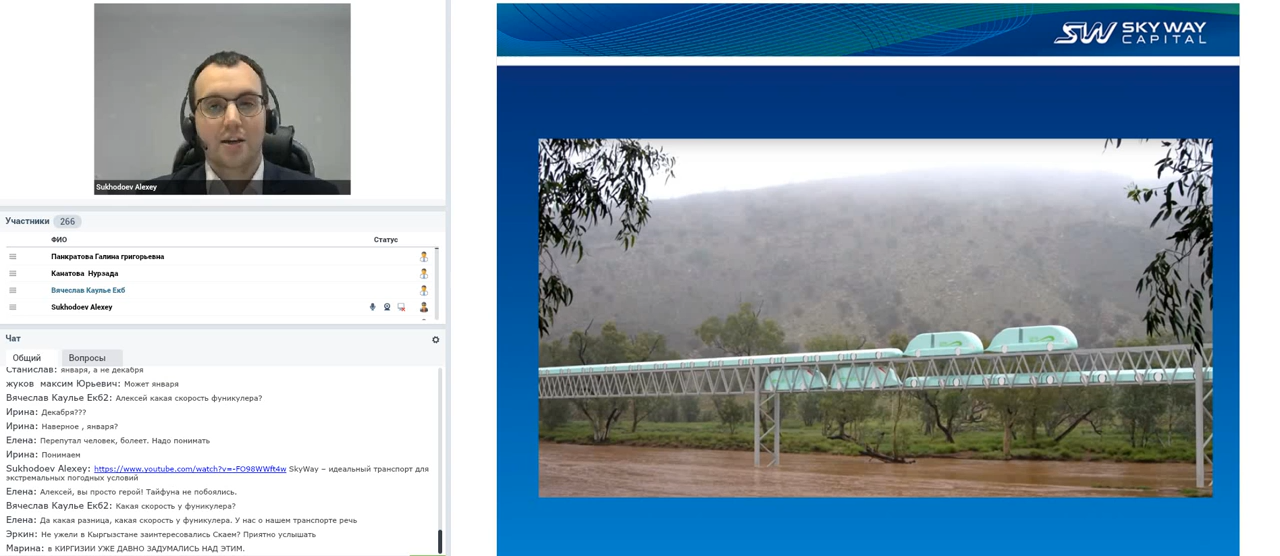 Sukhodoev Alexey
Участники 266
ФИО Статус
Панкратова Галина григорьевна
Канатова Нурзада
Вячеслав Каулье Екб
Sukhodoev Alexey
Чат
Общий Вопросы
Станислав: января, а не декабря
жуков максим Юрьевич: Может января
Вячеслав Каулье Екб2: Алексей какая скорость фуникулера?
Ирина: Декабря???
Ирина: Наверное , января?
Елена: Перепутал человек, болеет. Надо понимать
Ирина: Понимаем
Sukhodoev Alexey: https://www.youtube.com/watch?v=-FO98WWft4w SkyWay – идеальный транспорт для
экстремальных погодных условий
Елена: Алексей, вы просто герой! Тайфуна не побоялись.
Вячеслав Каулье Екб2: Какая скорость у фуникулера?
Елена: Да какая разница, какая скорость у фуникулера. У нас о нашем транспорте речь
Эркин: Не ужели в Кыргызстане заинтересовались Скаем? Приятно услышать
Марина: в КИРГИЗИИ УЖЕ ДАВНО ЗАДУМАЛИСЬ НАД ЭТИМ.
SW SKY WAY
CAPITAL